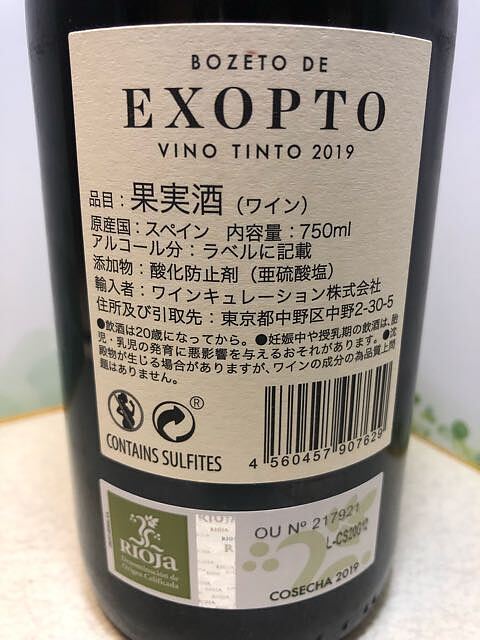 BOZETO DE
EXOPTO
VINO TINTO 2019
品目：果実酒（ワイン）
原産国：スペイン　内容量：750ml
アルコール分：ラベルに記載
添加物：酸化防止剤（亜硫酸塩）
輸入者：ワインキュレーション株式会社
住所及び引取先：東京都中野区中野2-30-5
●飲酒は20歳になってから。●妊娠中や授乳期の飲酒は、胎
児・乳児の発育に悪影響を与えるおそれがあります。●沈
殿物が生じる場合がありますが、ワインの成分の為品質上問
題はありません。
®
CONTAINS SULFITES
4 560457 907629
RIOJA
Denominación de
Origen Calificada
OU Nº 217921
L-CS20G12
COSECHA 2019